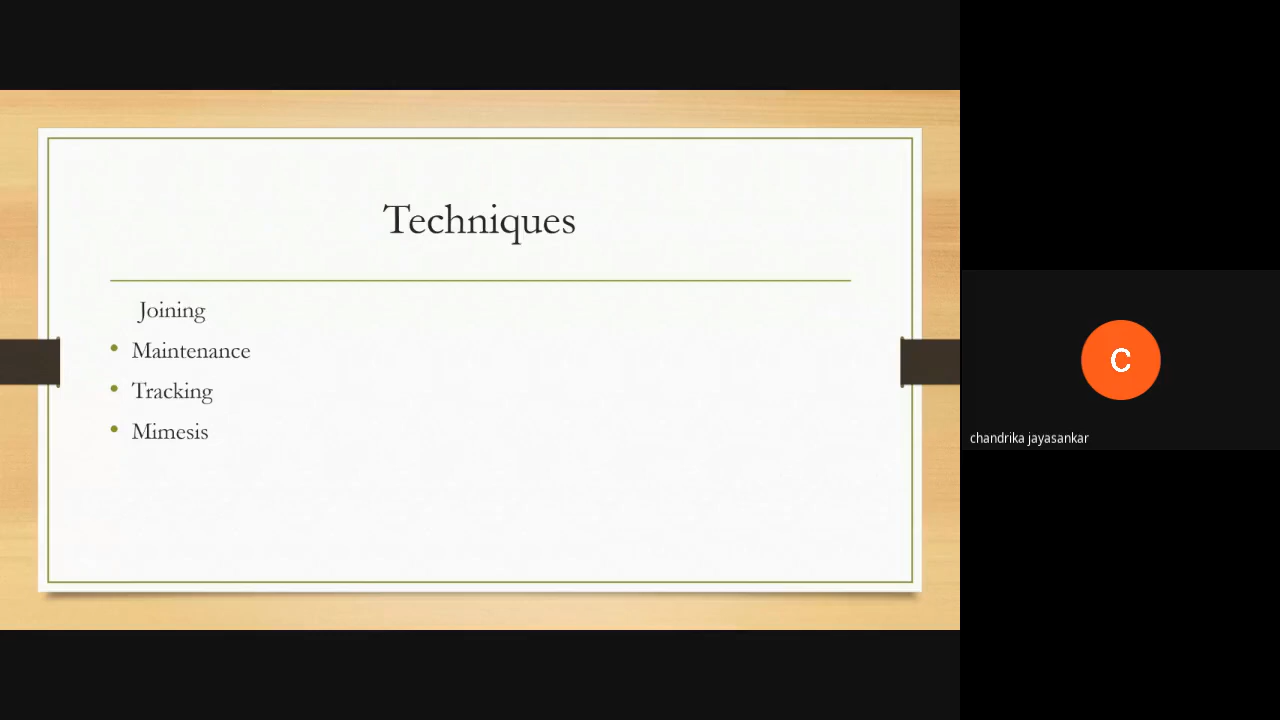 Techniques
Joining
• Maintenance
• Tracking
• Mimesis
C
chandrika jayasankar